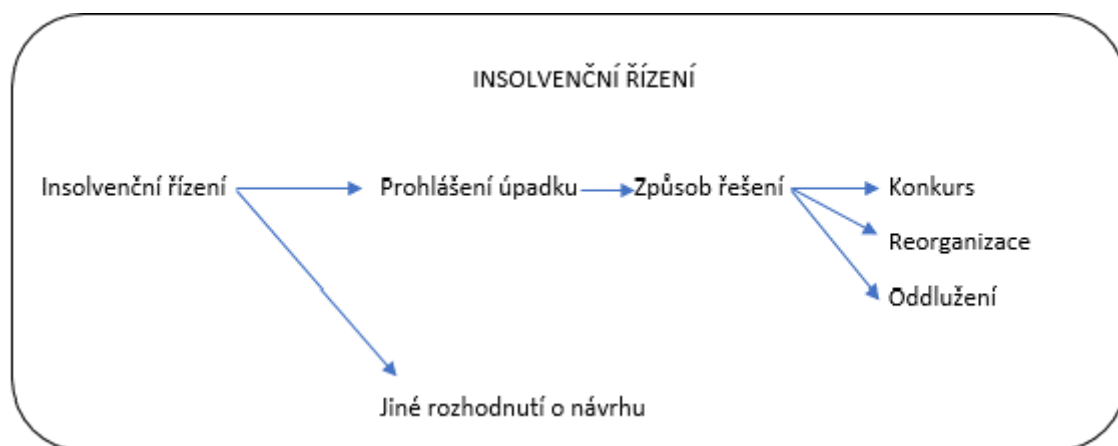 INSOLVENČNÍ ŘÍZENÍ
Insolvenční řízení
Prohlášení úpadku
Způsob řešení
Konkurs
Reorganizace
Oddlužení
Jiné rozhodnutí o návrhu